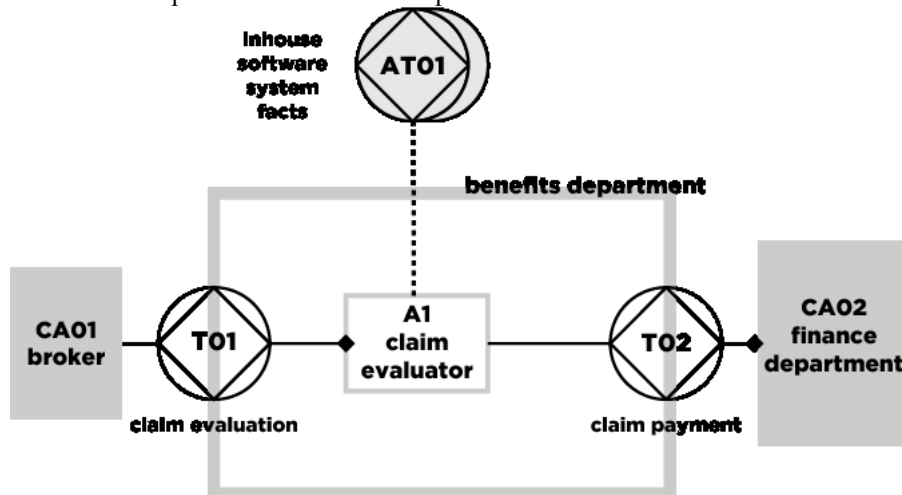 Inhouse
software
system
facts
AT01
benefits department
CA01
broker
T01
claim evaluation
A1
claim
evaluator
T02
claim payment
CA02
finance
department